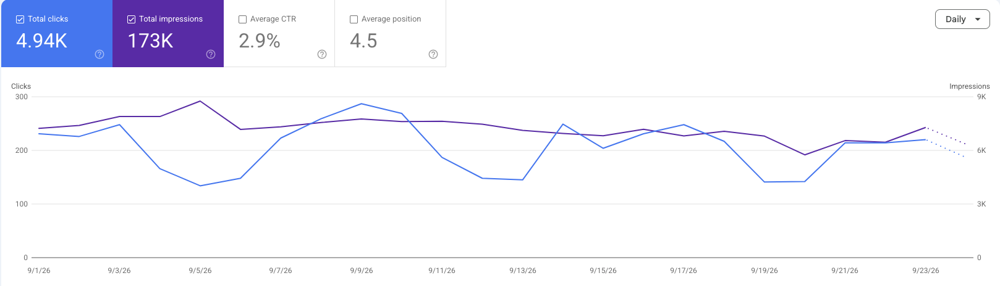 Total clicks
4.94K
Total impressions
173K
Average CTR
2.9%
Average position
4.5
Daily
Clicks
Impressions
300
9K
200
6K
100
3K
0
0
9/1/26
9/3/26
9/5/26
9/7/26
9/9/26
9/11/26
9/13/26
9/15/26
9/17/26
9/19/26
9/21/26
9/23/26